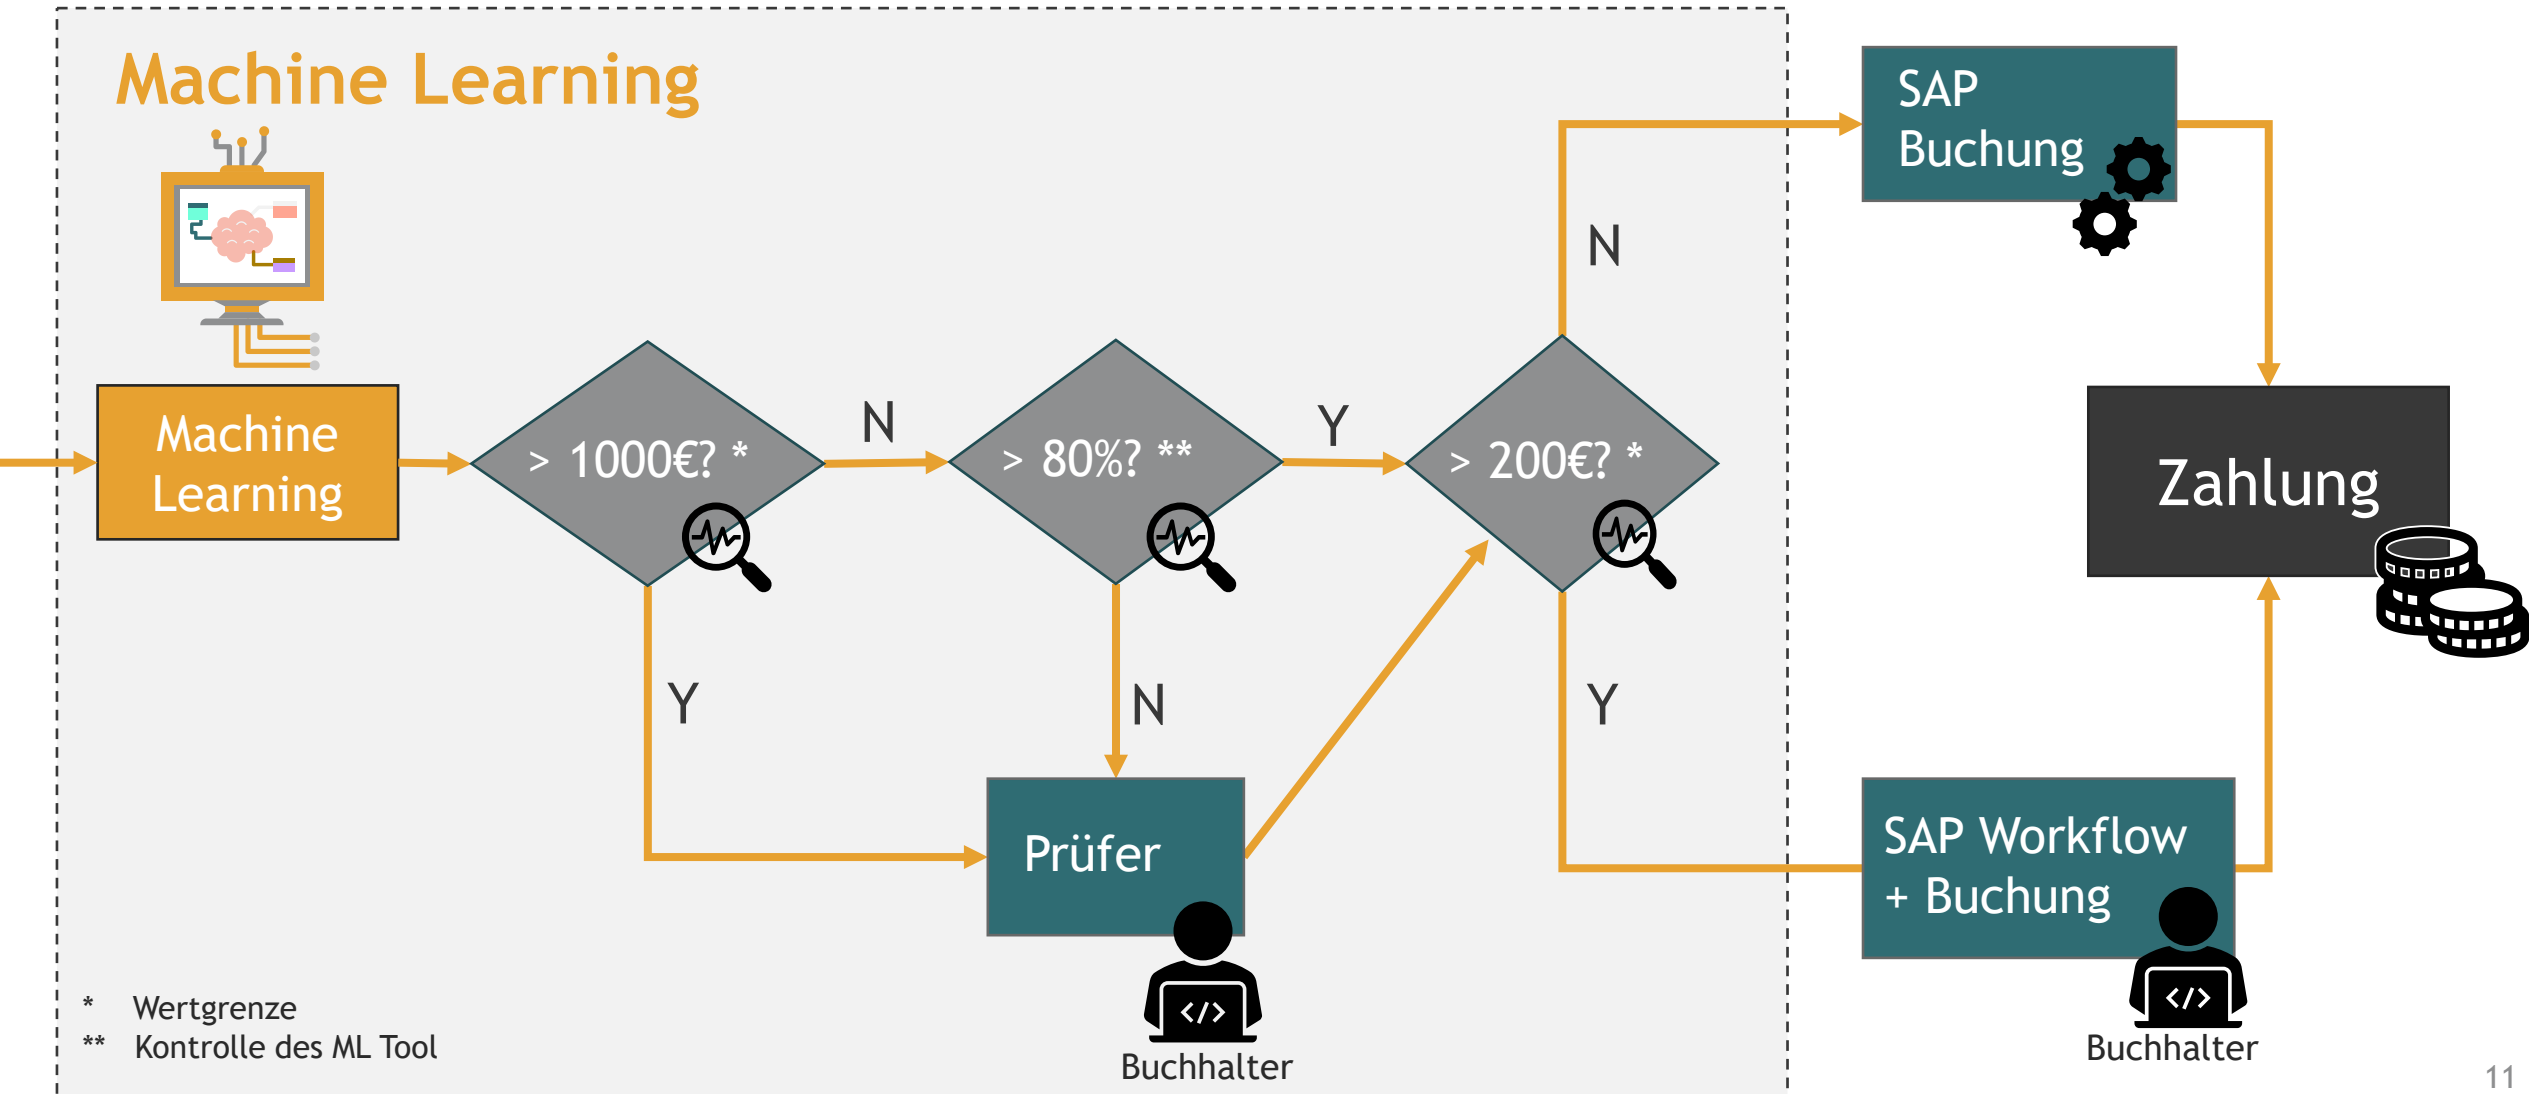 Machine Learning
SAP
Buchung
N
Machine
Learning
> 1000€? *
N
> 80%? **
Y
> 200€? *
Zahlung
Y
N
Y
Prüfer
SAP Workflow
+ Buchung
</>
</>
* Wertgrenze
** Kontrolle des ML Tool
Buchhalter
Buchhalter
11